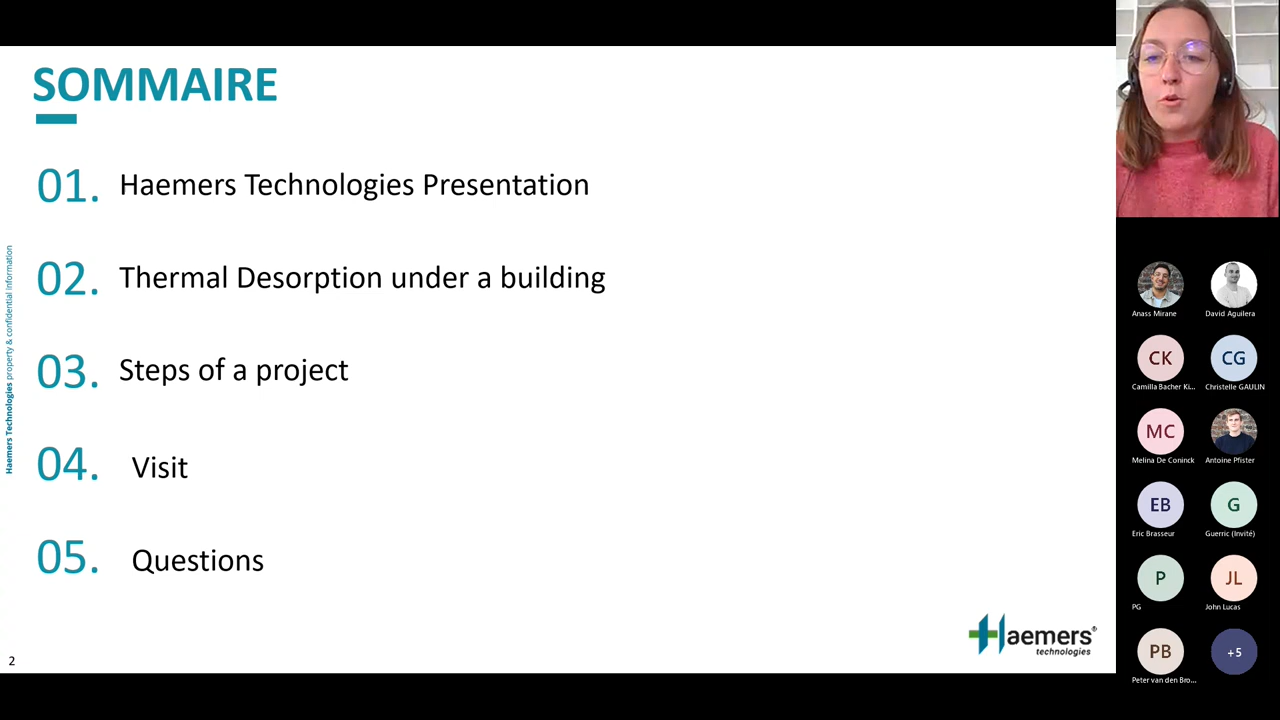 SOMMAIRE
01. Haemers Technologies Presentation
02. Thermal Desorption under a building
03. Steps of a project
04. Visit
05. Questions
Haemers Technologies property & confidential information
2
Haemers®
technologies
Anass Mirane
David Aguilera
CK
CG
Camilla Bacher Ki...
Christelle GAULIN
MC
Melina De Coninck
Antoine Pfister
EB
G
Eric Brasseur
Guerric (Invité)
P
JL
PG
John Lucas
PB
+5
Peter van den Bro...